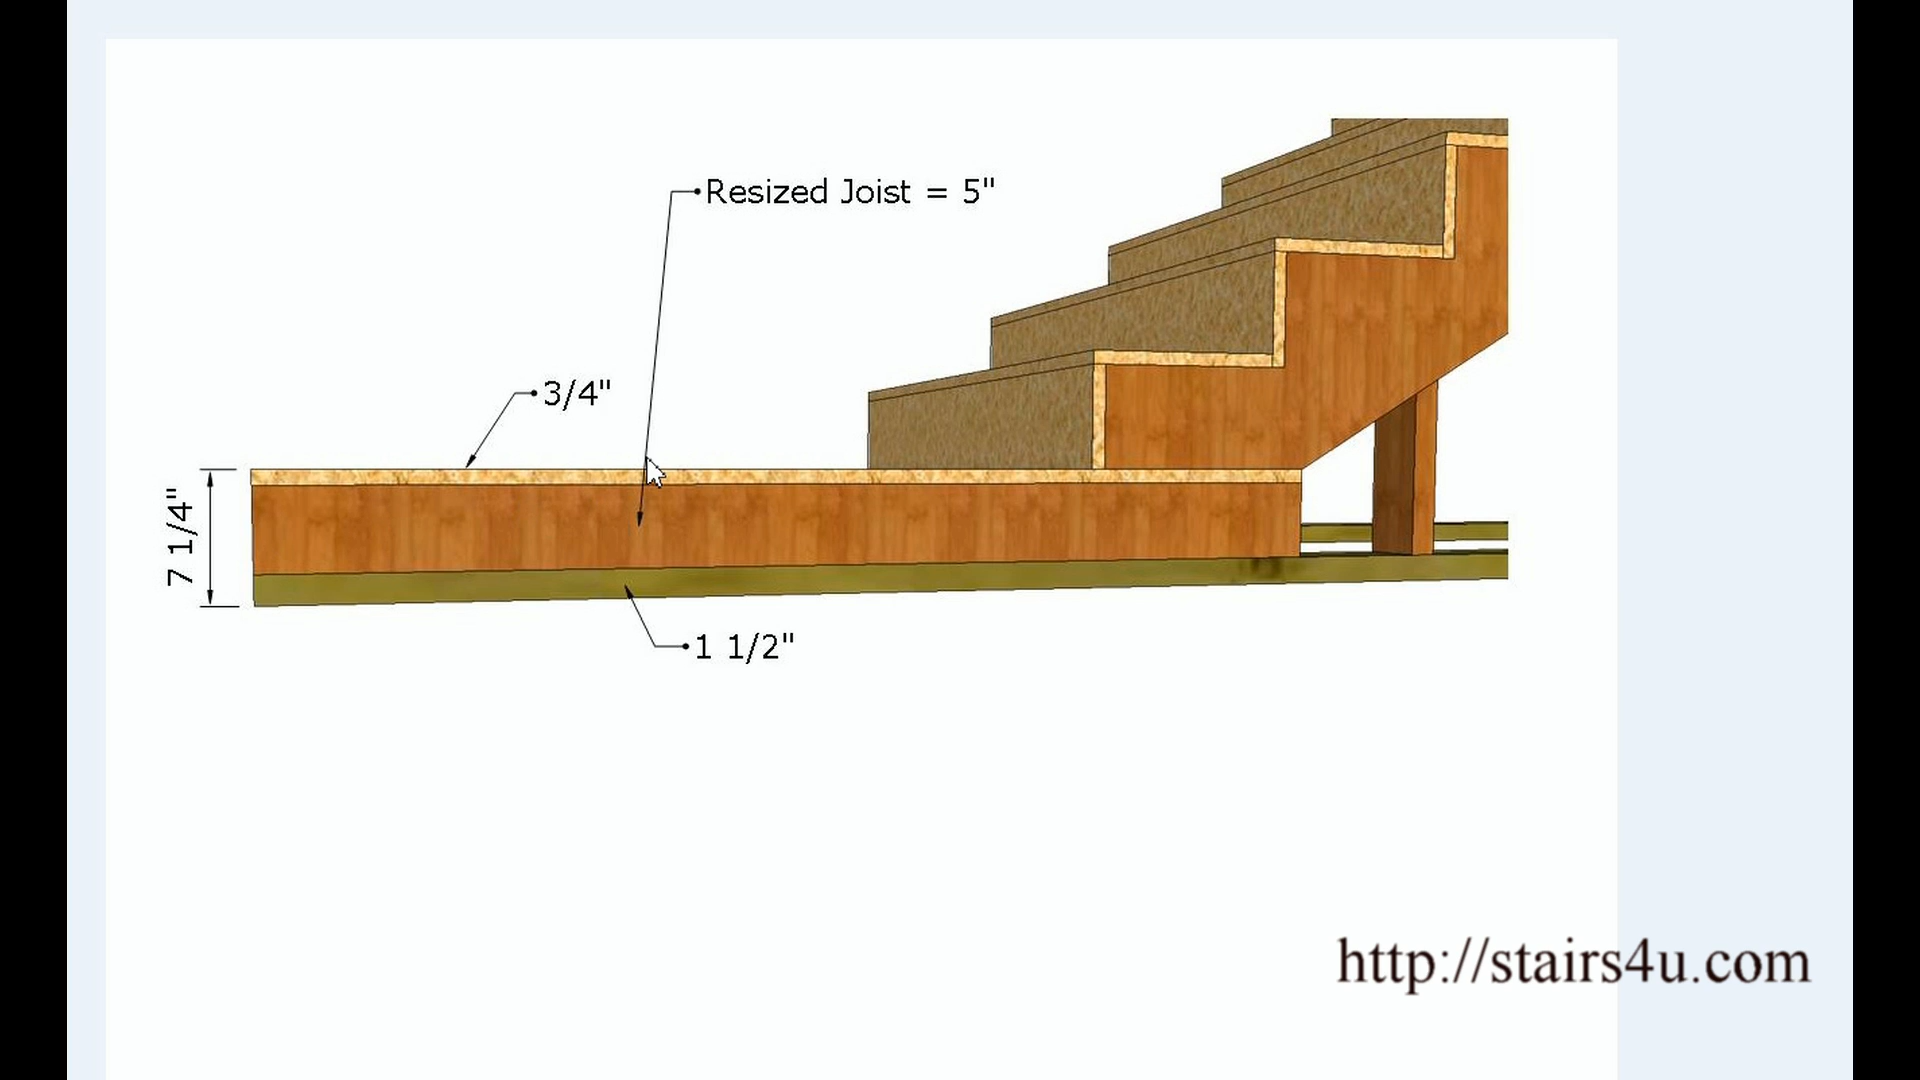 Resized Joist = 5"
3/4"
7 1/4"
1 1/2"
http://stairs4u.com